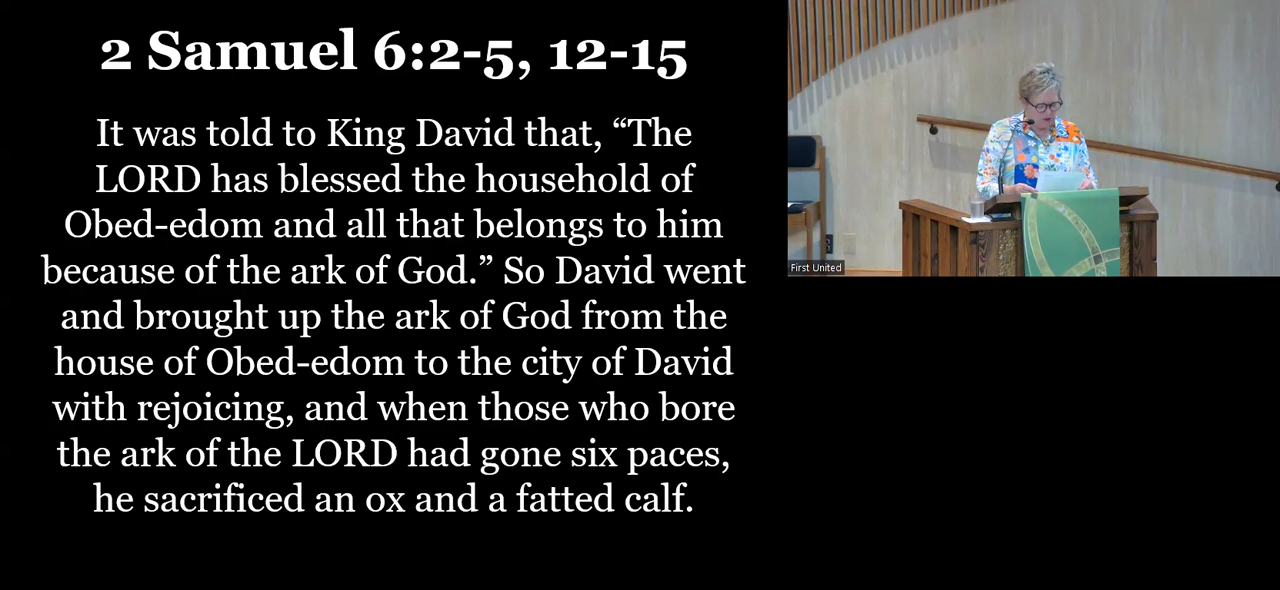 2 Samuel 6:2-5, 12-15
It was told to King David that, “The
LORD has blessed the household of
Obed-edom and all that belongs to him
because of the ark of God.” So David went
and brought up the ark of God from the
house of Obed-edom to the city of David
with rejoicing, and when those who bore
the ark of the LORD had gone six paces,
he sacrificed an ox and a fatted calf.
First United